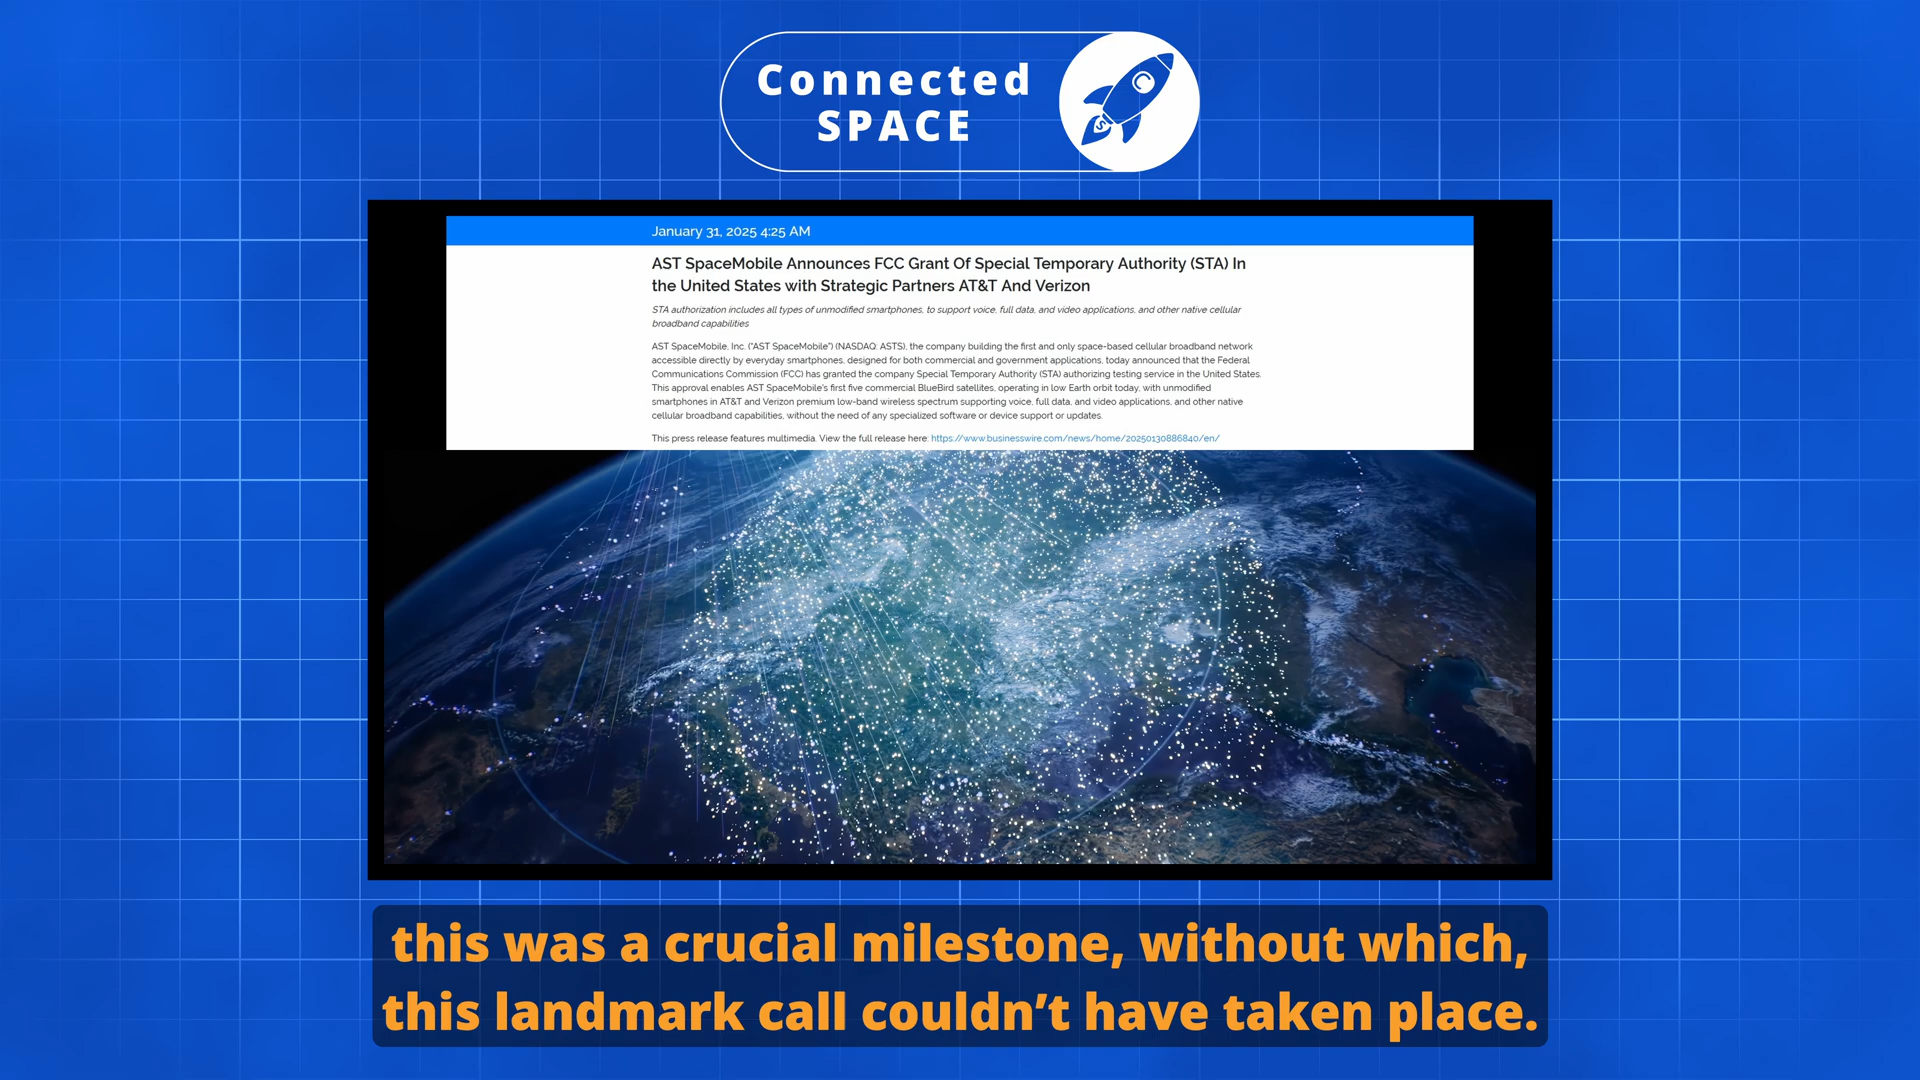 Connected
SPACE
January 31, 2025 4:25 AM
AST SpaceMobile Announces FCC Grant Of Special Temporary Authority (STA) In
the United States with Strategic Partners AT&T And Verizon
STA authorization includes all types of unmodified smartphones, to support voice, full data, and video applications, and other native cellular
broadband capabilities
AST SpaceMobile, Inc. ("AST SpaceMobile") (NASDAQ: ASTS), the company building the first and only space-based cellular broadband network
accessible directly by everyday smartphones, designed for both commercial and government applications, today announced that the Federal
Communications Commission (FCC) has granted the company Special Temporary Authority (STA) authorizing testing service in the United States.
This approval enables AST SpaceMobile's first five commercial BlueBird satellites, operating in low Earth orbit today, with unmodified
smartphones in AT&T and Verizon premium low-band wireless spectrum supporting voice, full data, and video applications, and other native
cellular broadband capabilities, without the need of any specialized software or device support or updates.
This press release features multimedia. View the full release here: https://www.businesswire.com/news/home/20250130886840/en/
this was a crucial milestone, without which,
this landmark call couldn't have taken place.